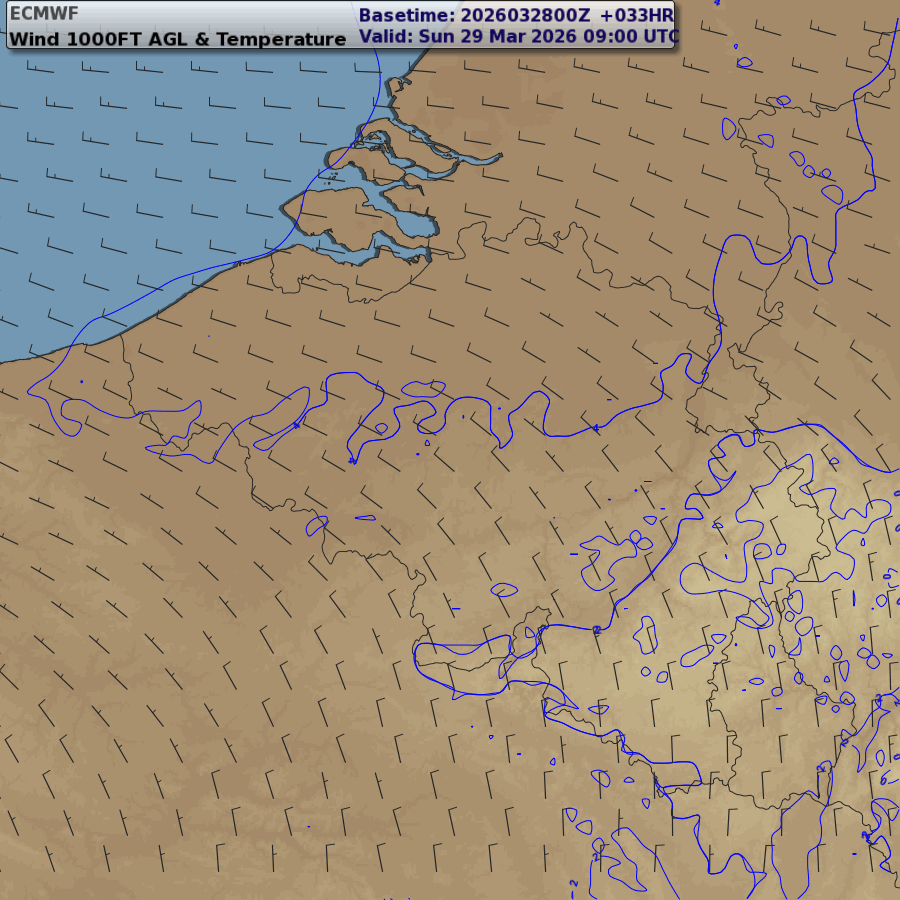 ECMWF
Wind 1000FT AGL & Temperature
Basetime: 2026032800Z +033HR
Valid: Sun 29 Mar 2026 09:00 UTC